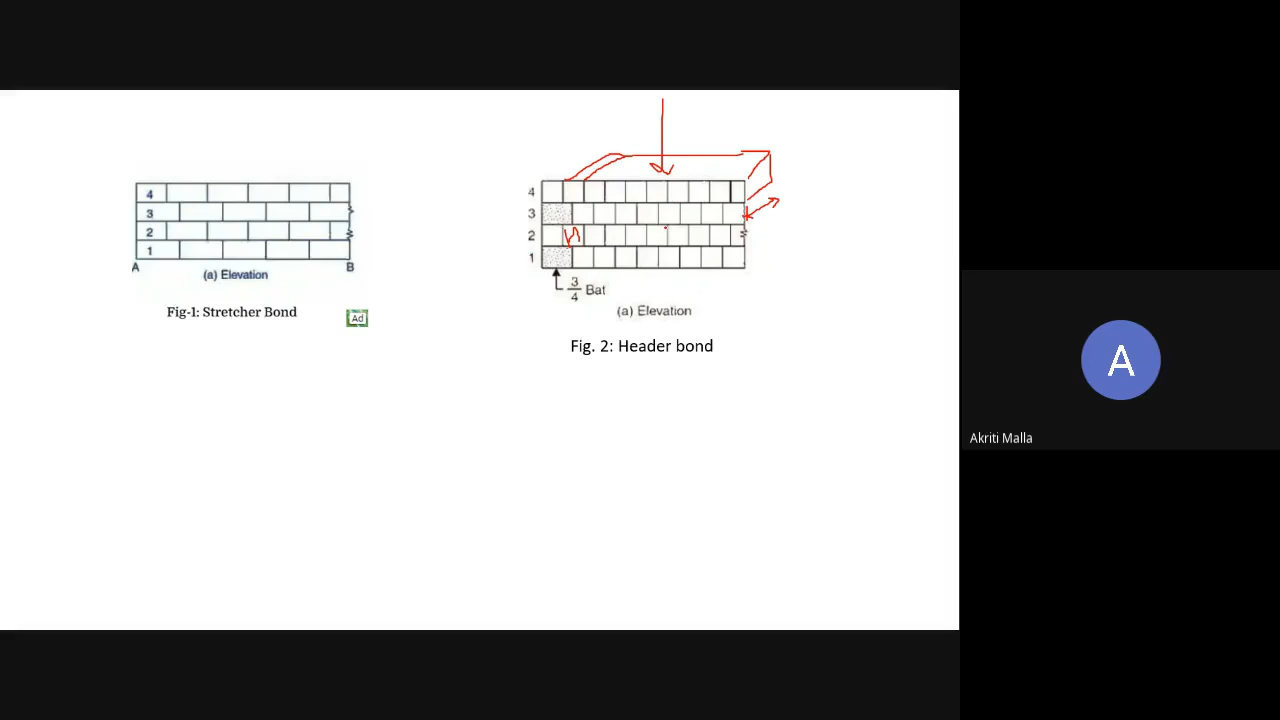 4
3
2
1
A
B
(a) Elevation
Fig-1: Stretcher Bond
Ad
4
3
2
1
3/4 Bat
(a) Elevation
Fig. 2: Header bond
A
Akriti Malla